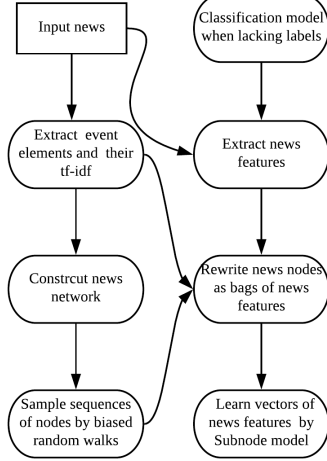 Input news
Extract event
elements and their
tf-idf
Constrcut news
network
Sample sequences
of nodes by biased
random walks
Classification model
when lacking labels
Extract news
features
Rewrite news nodes
as bags of news
features
Learn vectors of
news features by
Subnode model